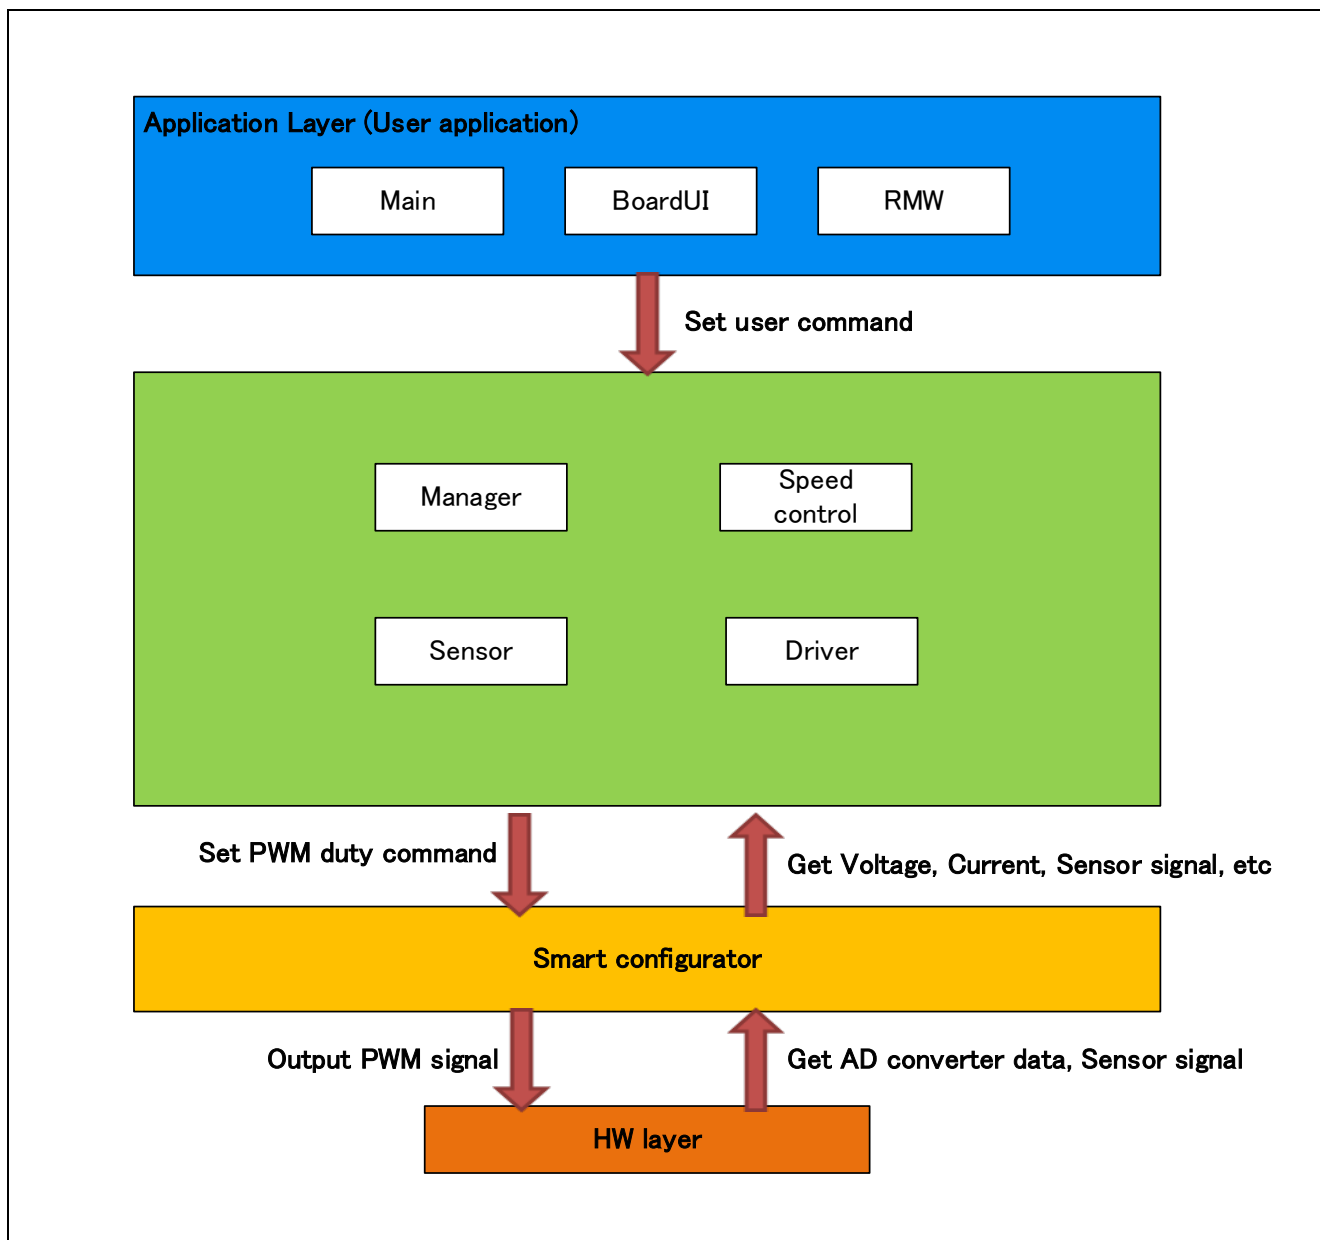 Application Layer (User application)
Main
BoardUI
RMW
Set user command
Manager
Speed
control
Sensor
Driver
Set PWM duty command
Get Voltage, Current, Sensor signal, etc
Smart configurator
Output PWM signal
Get AD converter data, Sensor signal
HW layer